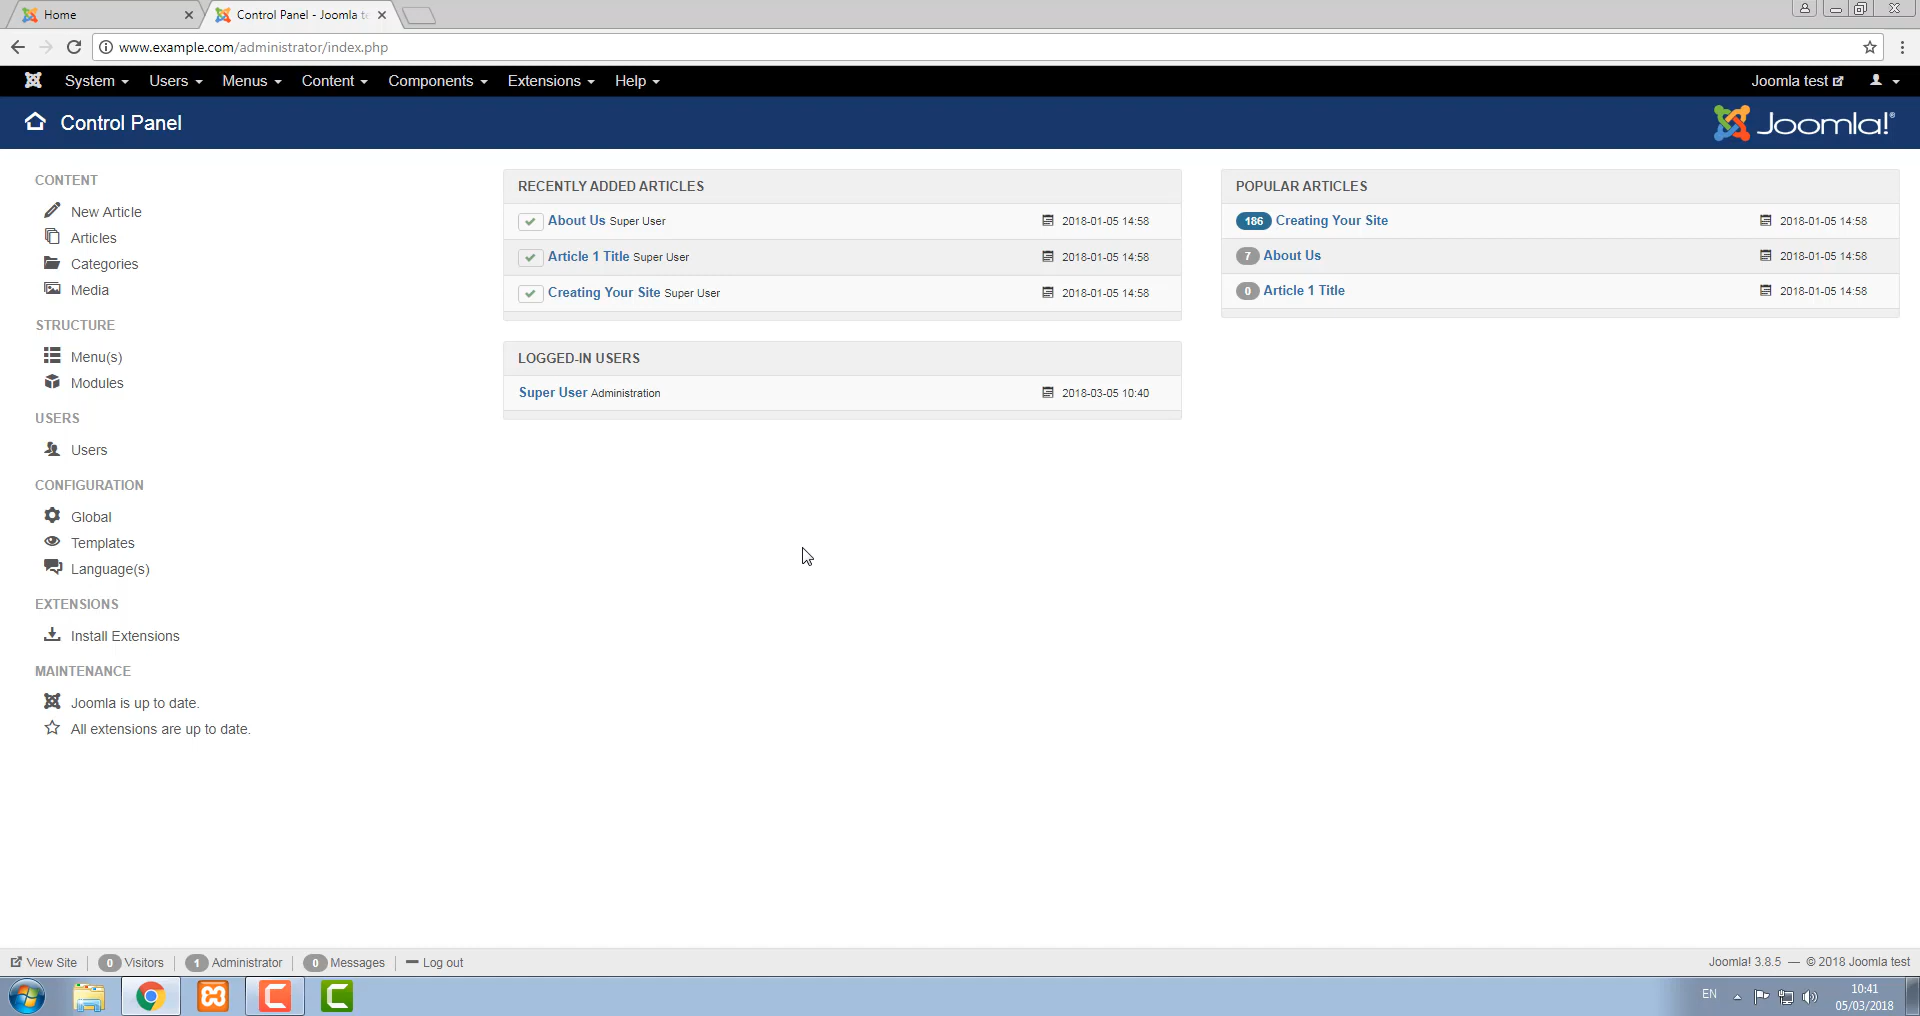 Home
Control Panel - Joomla te
www.example.com/administrator/index.php
System Users Menus Content Components Extensions Help Joomla test
Control Panel Joomla!®
CONTENT
New Article
Articles
Categories
Media
STRUCTURE
Menu(s)
Modules
USERS
Users
CONFIGURATION
Global
Templates
Language(s)
EXTENSIONS
Install Extensions
MAINTENANCE
Joomla is up to date.
All extensions are up to date.
RECENTLY ADDED ARTICLES
About Us Super User 2018-01-05 14:58
Article 1 Title Super User 2018-01-05 14:58
Creating Your Site Super User 2018-01-05 14:58
LOGGED-IN USERS
Super User Administration 2018-03-05 10:40
POPULAR ARTICLES
186 Creating Your Site 2018-01-05 14:58
7 About Us 2018-01-05 14:58
0 Article 1 Title 2018-01-05 14:58
View Site 0 Visitors 1 Administrator 0 Messages Log out Joomla! 3.8.5 — © 2018 Joomla test
EN 10:41
05/03/2018